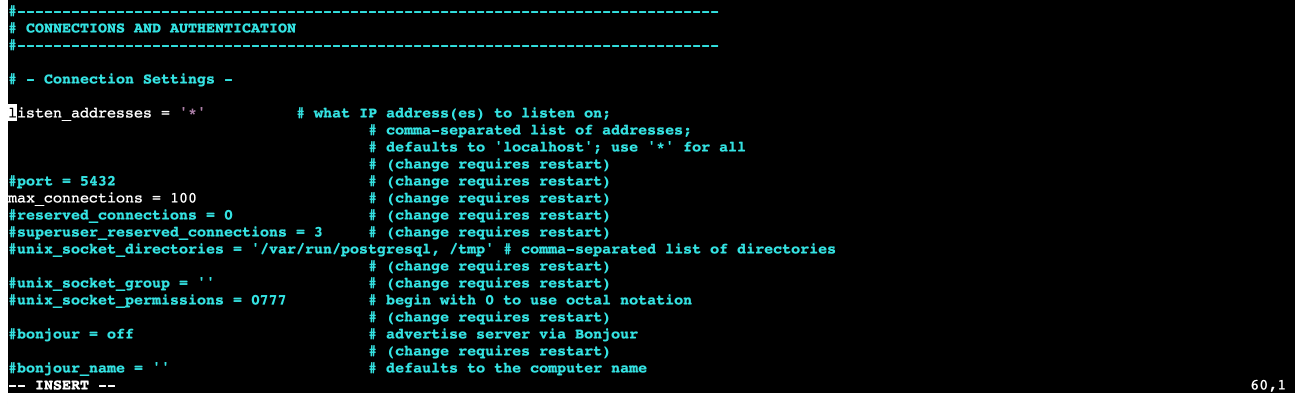 #------------------------------------------------------------------------------
# CONNECTIONS AND AUTHENTICATION
#------------------------------------------------------------------------------

# - Connection Settings -

listen_addresses = '*'          # what IP address(es) to listen on;
                                        # comma-separated list of addresses;
                                        # defaults to 'localhost'; use '*' for all
                                        # (change requires restart)
#port = 5432                            # (change requires restart)
max_connections = 100                   # (change requires restart)
#reserved_connections = 0               # (change requires restart)
#superuser_reserved_connections = 3     # (change requires restart)
#unix_socket_directories = '/var/run/postgresql, /tmp' # comma-separated list of directories
                                        # (change requires restart)
#unix_socket_group = ''                 # (change requires restart)
#unix_socket_permissions = 0777         # begin with 0 to use octal notation
                                        # (change requires restart)
#bonjour = off                          # advertise server via Bonjour
                                        # (change requires restart)
#bonjour_name = ''                      # defaults to the computer name
-- INSERT --                                                                    60,1